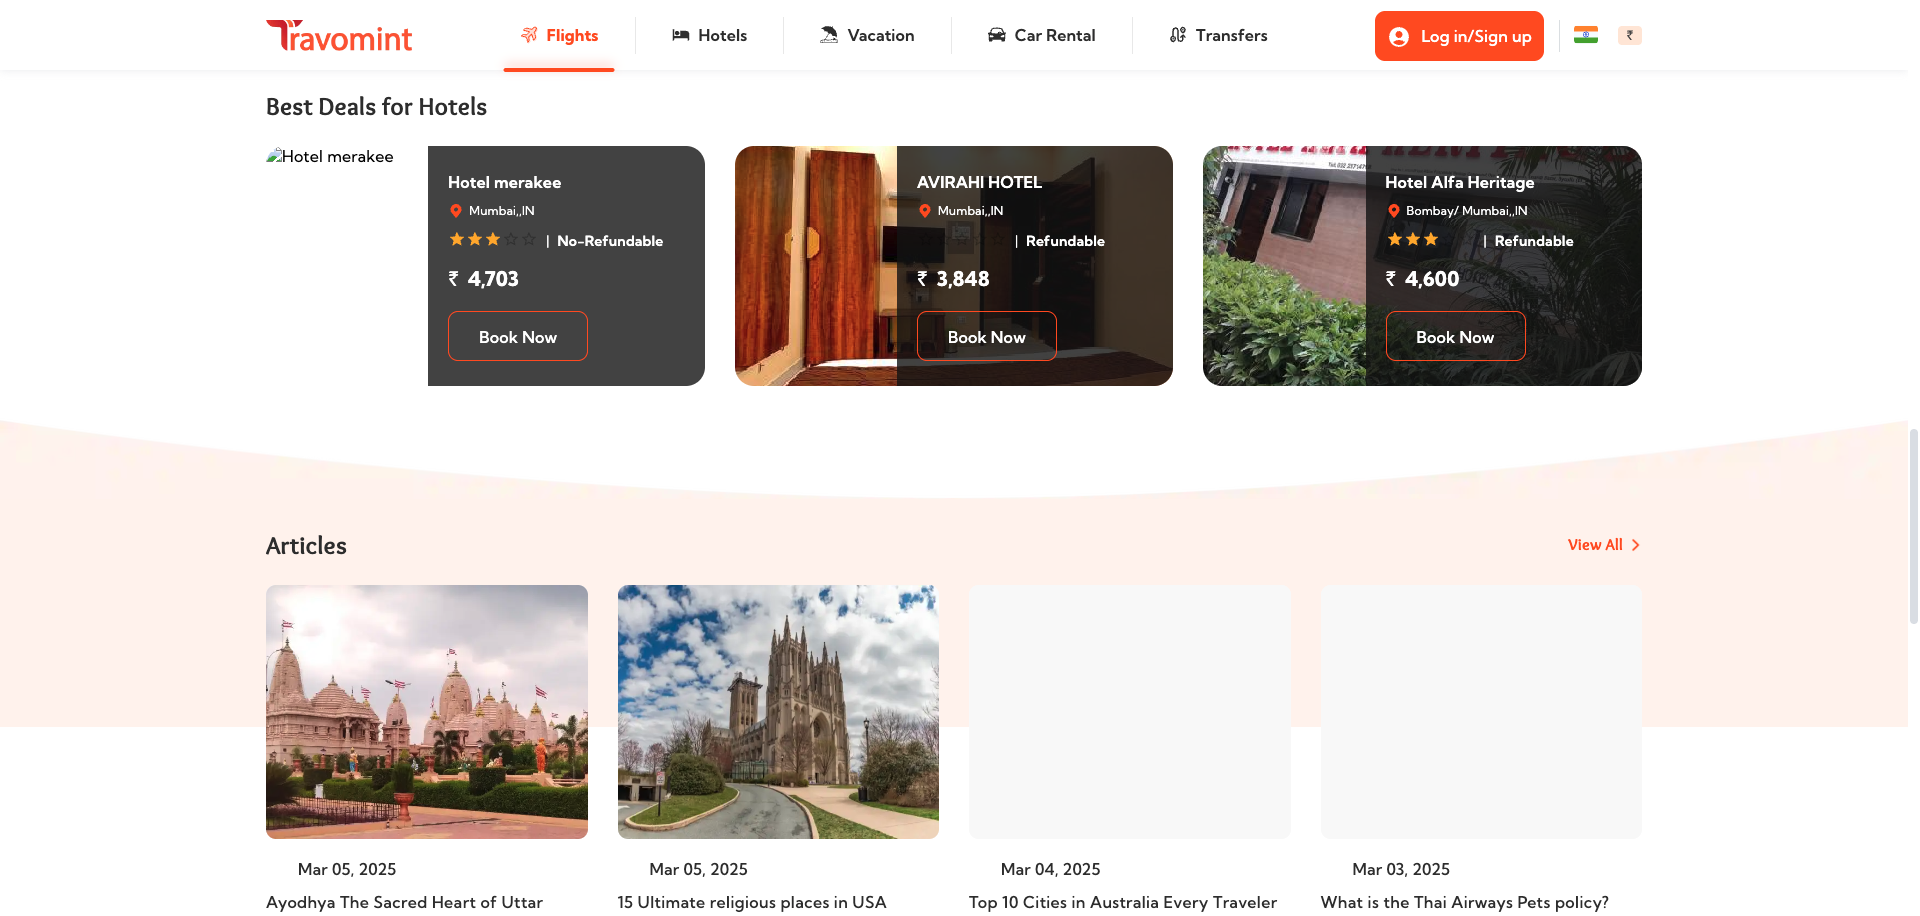 Travomint
Flights
Hotels
Vacation
Car Rental
Transfers
Log in/Sign up
₹
Best Deals for Hotels
Hotel merakee
Hotel merakee
Mumbai,,IN
| No-Refundable
₹ 4,703
Book Now
AVIRAHI HOTEL
Mumbai,,IN
| Refundable
₹ 3,848
Book Now
Hotel Alfa Heritage
Bombay/ Mumbai,,IN
| Refundable
₹ 4,600
Book Now
Articles
View All
Mar 05, 2025
Ayodhya The Sacred Heart of Uttar
Mar 05, 2025
15 Ultimate religious places in USA
Mar 04, 2025
Top 10 Cities in Australia Every Traveler
Mar 03, 2025
What is the Thai Airways Pets policy?